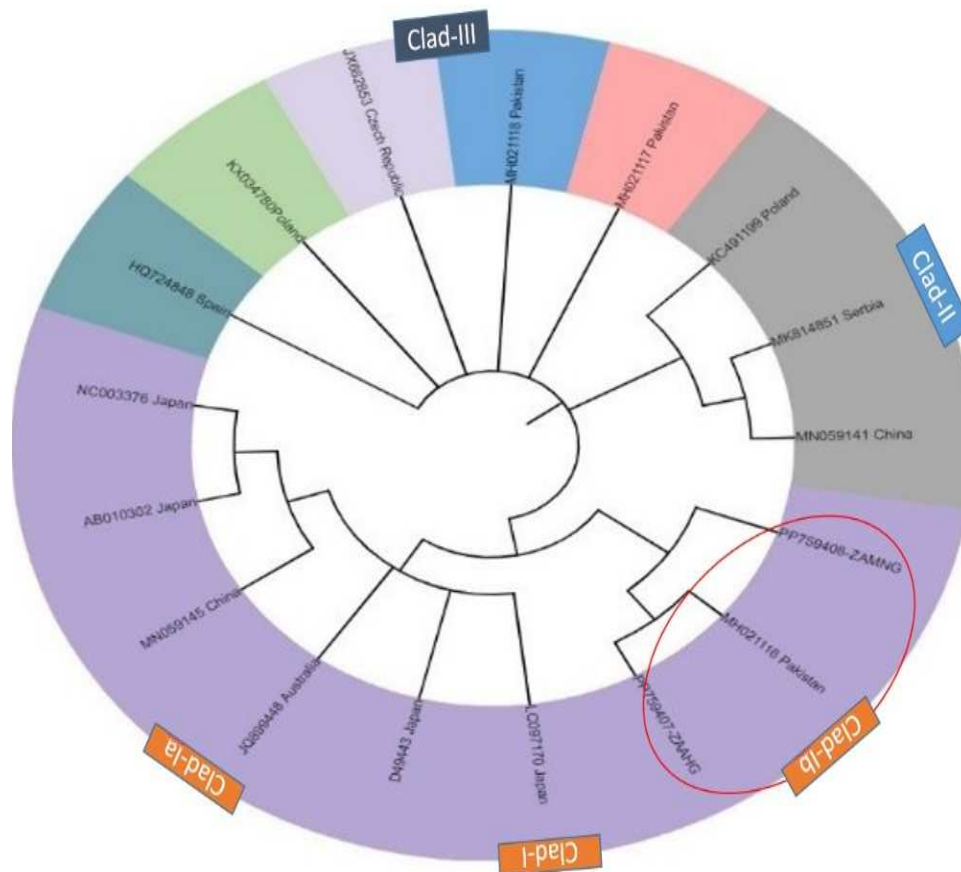 Clad-III
JX662853 Czech Republic
MH021118 Pakistan
MH021117 Pakistan
KX034780Poland
KC491199 Poland
Clad-II
HQ724848 Spain
MK814851 Serbia
NC003376 Japan
MN059141 China
AB010302 Japan
PP759408-ZAMNG
MN059145 China
MH021116 Pakistan
JQ899448 Australia
D49443 Japan
LC097170 Japan
PP759407-ZAAHG
Clad-Ia
Clad-Ib
Clad-I